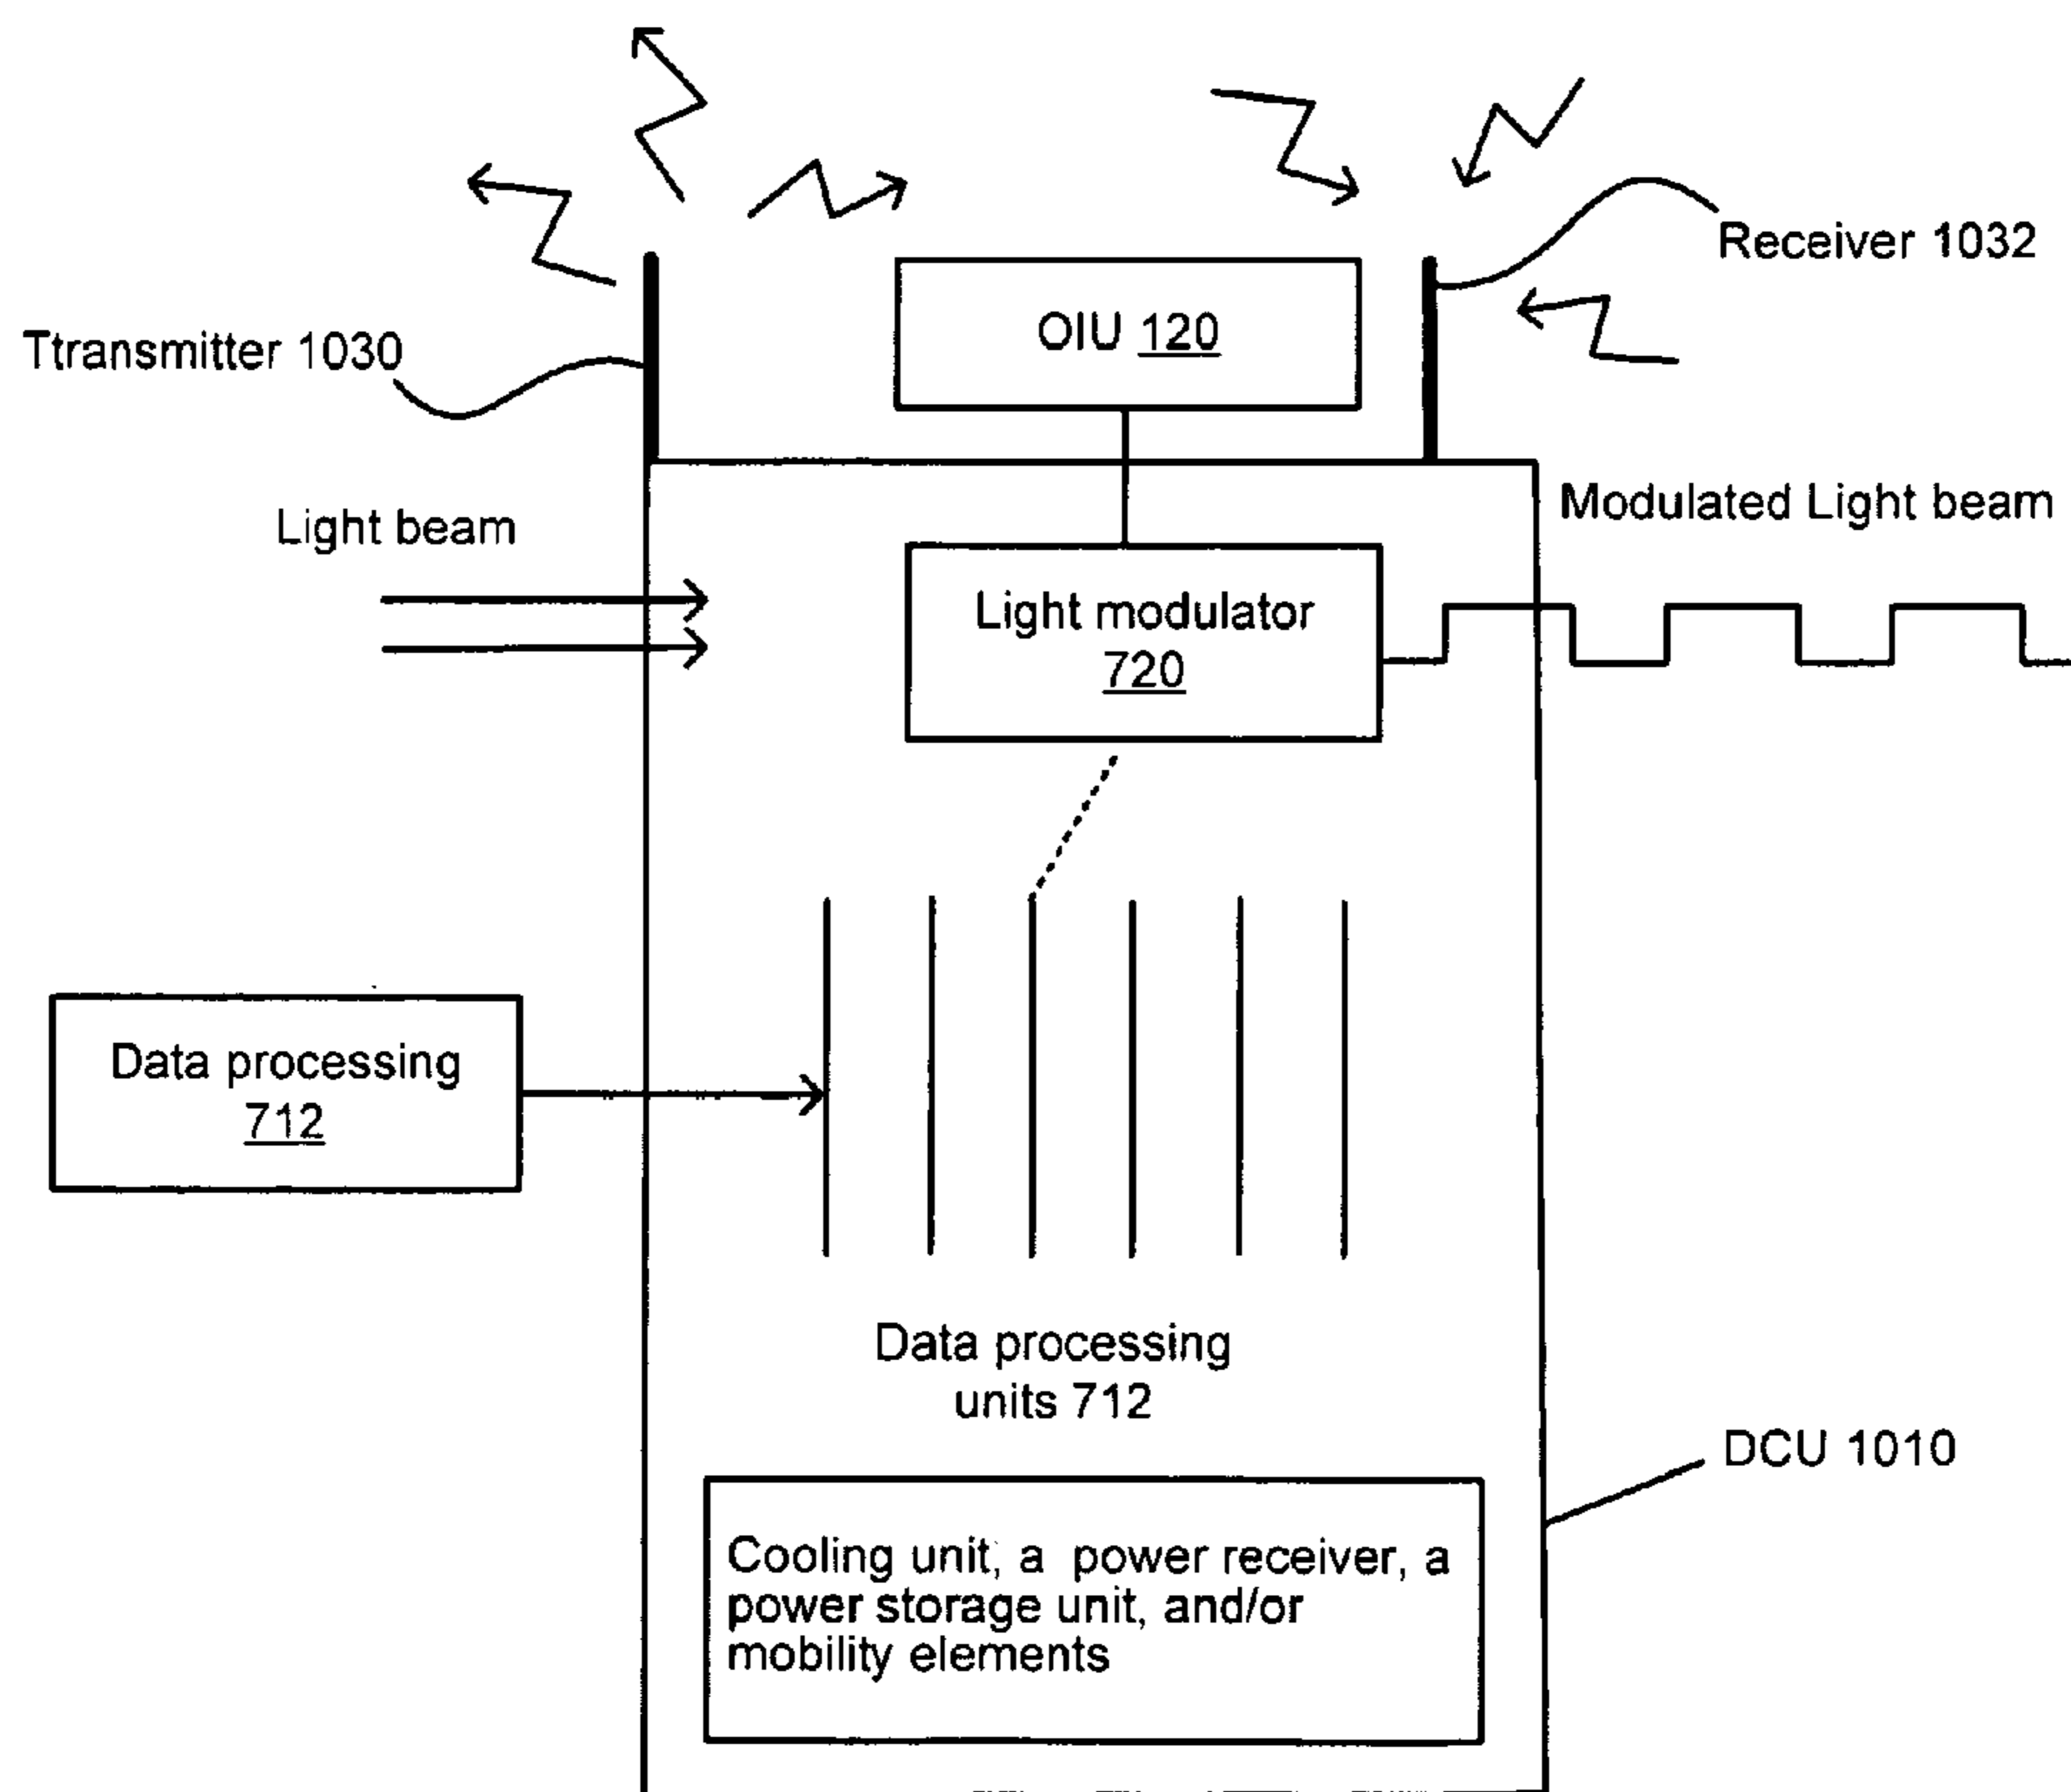 Receiver 1032
OIU 120
Ttransmitter 1030
Modulated Light beam
Light beam
Light modulator
720
Data processing
712
Data processing
units 712
DCU 1010
Cooling unit, a power receiver, a
power storage unit, and/or
mobility elements